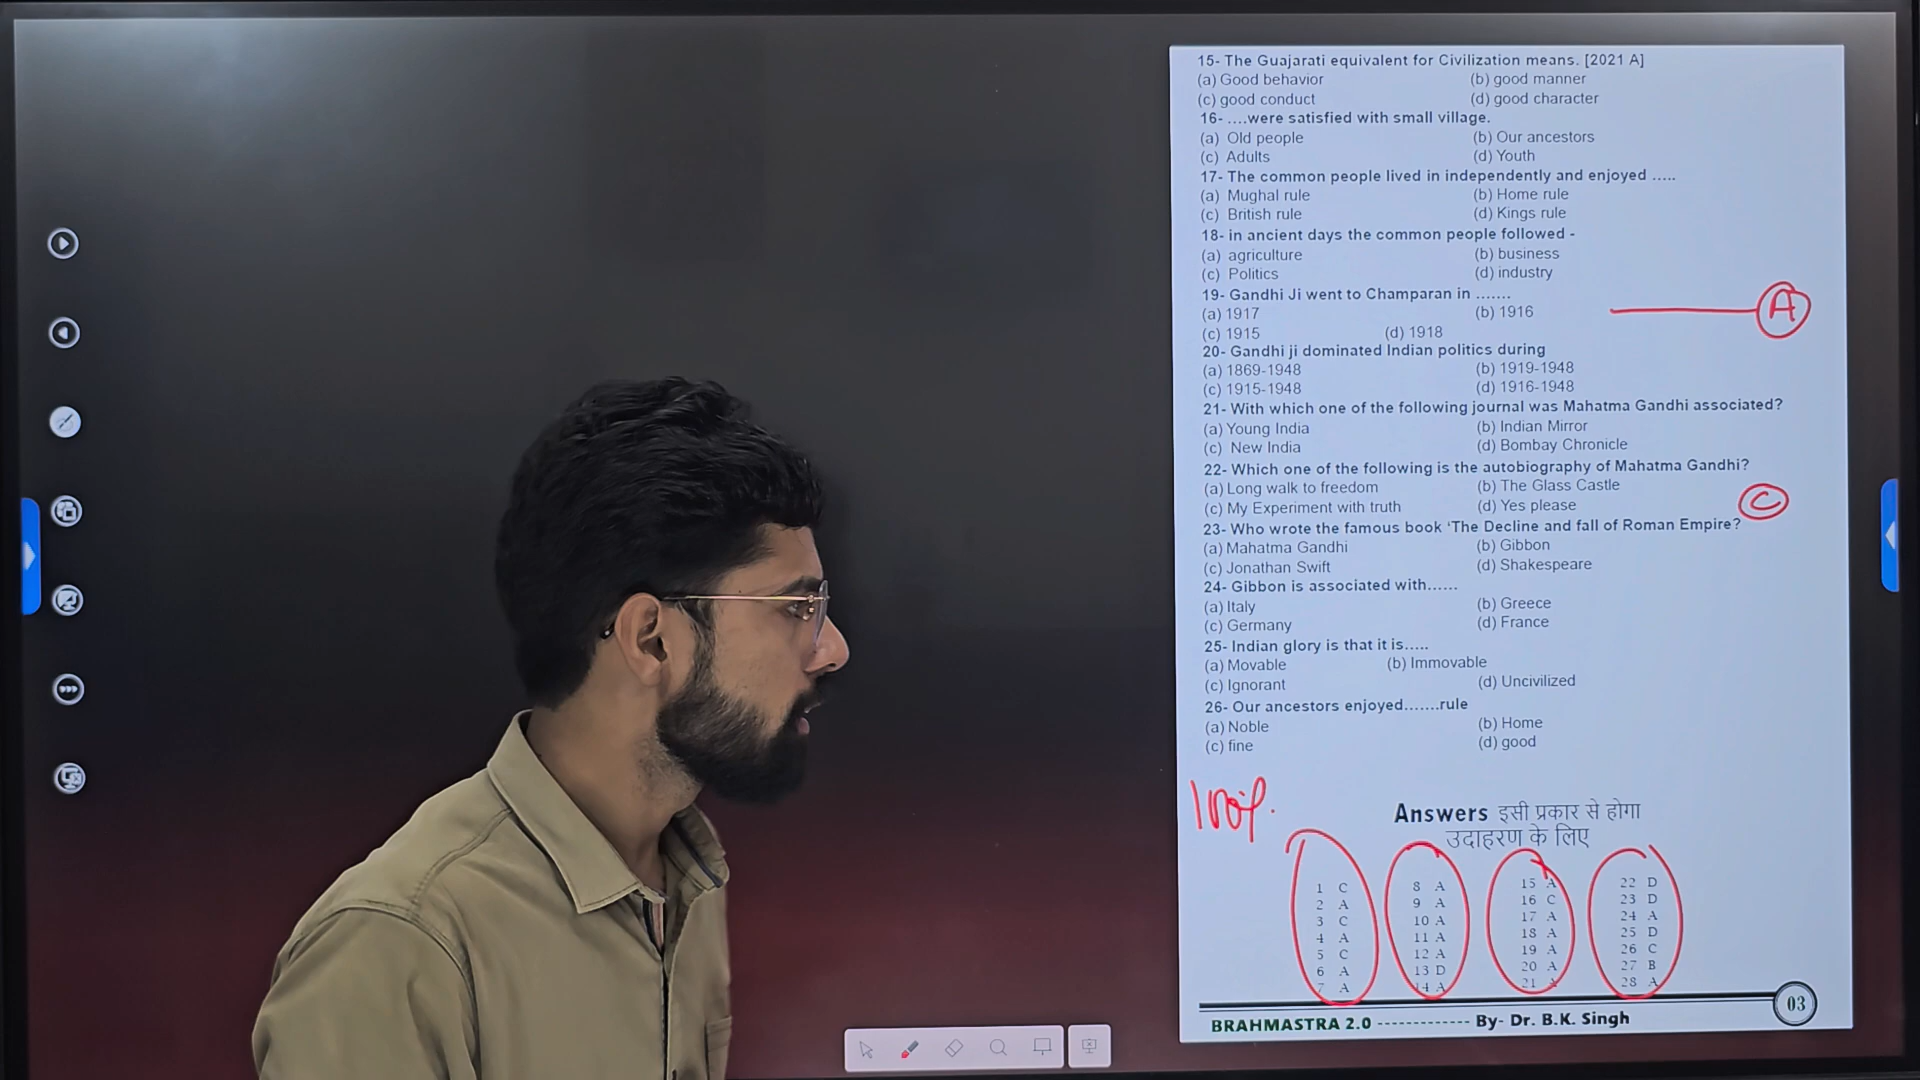 15- The Guajarati equivalent for Civilization means. [2021 A]
(a) Good behavior (b) good manner
(c) good conduct (d) good character
16- ....were satisfied with small village.
(a) Old people (b) Our ancestors
(c) Adults (d) Youth
17- The common people lived in independently and enjoyed .....
(a) Mughal rule (b) Home rule
(c) British rule (d) Kings rule
18- in ancient days the common people followed -
(a) agriculture (b) business
(c) Politics (d) industry
19- Gandhi Ji went to Champaran in .......
(a) 1917 (b) 1916 A
(c) 1915 (d) 1918
20- Gandhi ji dominated Indian politics during
(a) 1869-1948 (b) 1919-1948
(c) 1915-1948 (d) 1916-1948
21- With which one of the following journal was Mahatma Gandhi associated?
(a) Young India (b) Indian Mirror
(c) New India (d) Bombay Chronicle
22- Which one of the following is the autobiography of Mahatma Gandhi?
(a) Long walk to freedom (b) The Glass Castle
(c) My Experiment with truth (d) Yes please C
23- Who wrote the famous book ‘The Decline and fall of Roman Empire?
(a) Mahatma Gandhi (b) Gibbon
(c) Jonathan Swift (d) Shakespeare
24- Gibbon is associated with......
(a) Italy (b) Greece
(c) Germany (d) France
25- Indian glory is that it is.....
(a) Movable (b) Immovable
(c) Ignorant (d) Uncivilized
26- Our ancestors enjoyed.......rule
(a) Noble (b) Home
(c) fine (d) good
100%.
Answers इसी प्रकार से होगा
उदाहरण के लिए
1 C 8 A 15 A 22 D
2 A 9 A 16 C 23 D
3 C 10 A 17 A 24 A
4 A 11 A 18 A 25 D
5 C 12 A 19 A 26 C
6 A 13 D 20 A 27 B
7 A 14 A 21 A 28 A
03
BRAHMASTRA 2.0 ------------- By- Dr. B.K. Singh